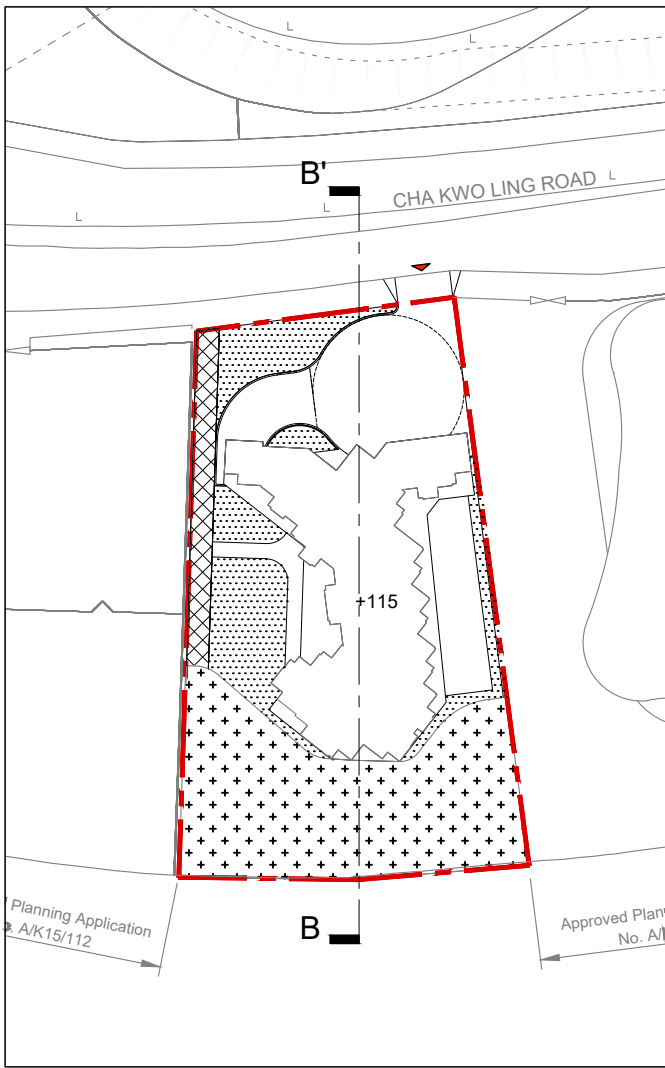 L
L
B'
CHA KWO LING ROAD
L
L
L
+115
Planning Application
A/K15/112
B
Approved Plan
No. A/